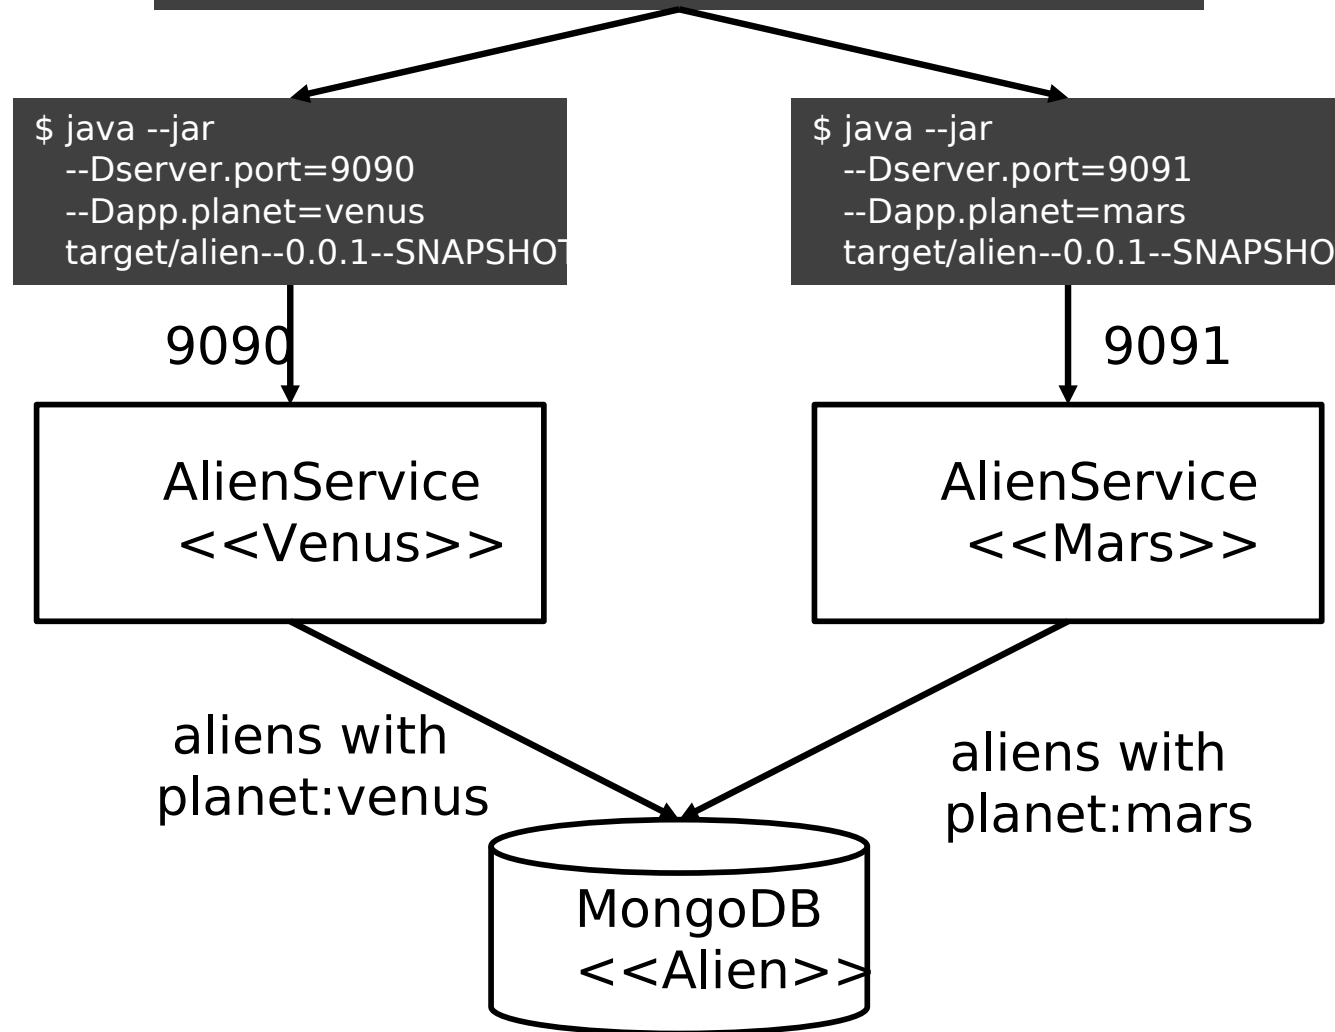 $ java --jar
--Dserver.port=9090
--Dapp.planet=venus
target/alien--0.0.1--SNAPSHOT
$ java --jar
--Dserver.port=9091
--Dapp.planet=mars
target/alien--0.0.1--SNAPSHO
9090
9091
AlienService
<<Venus>>
AlienService
<<Mars>>
aliens with
planet:venus
aliens with
planet:mars
MongoDB
<<Alien>>